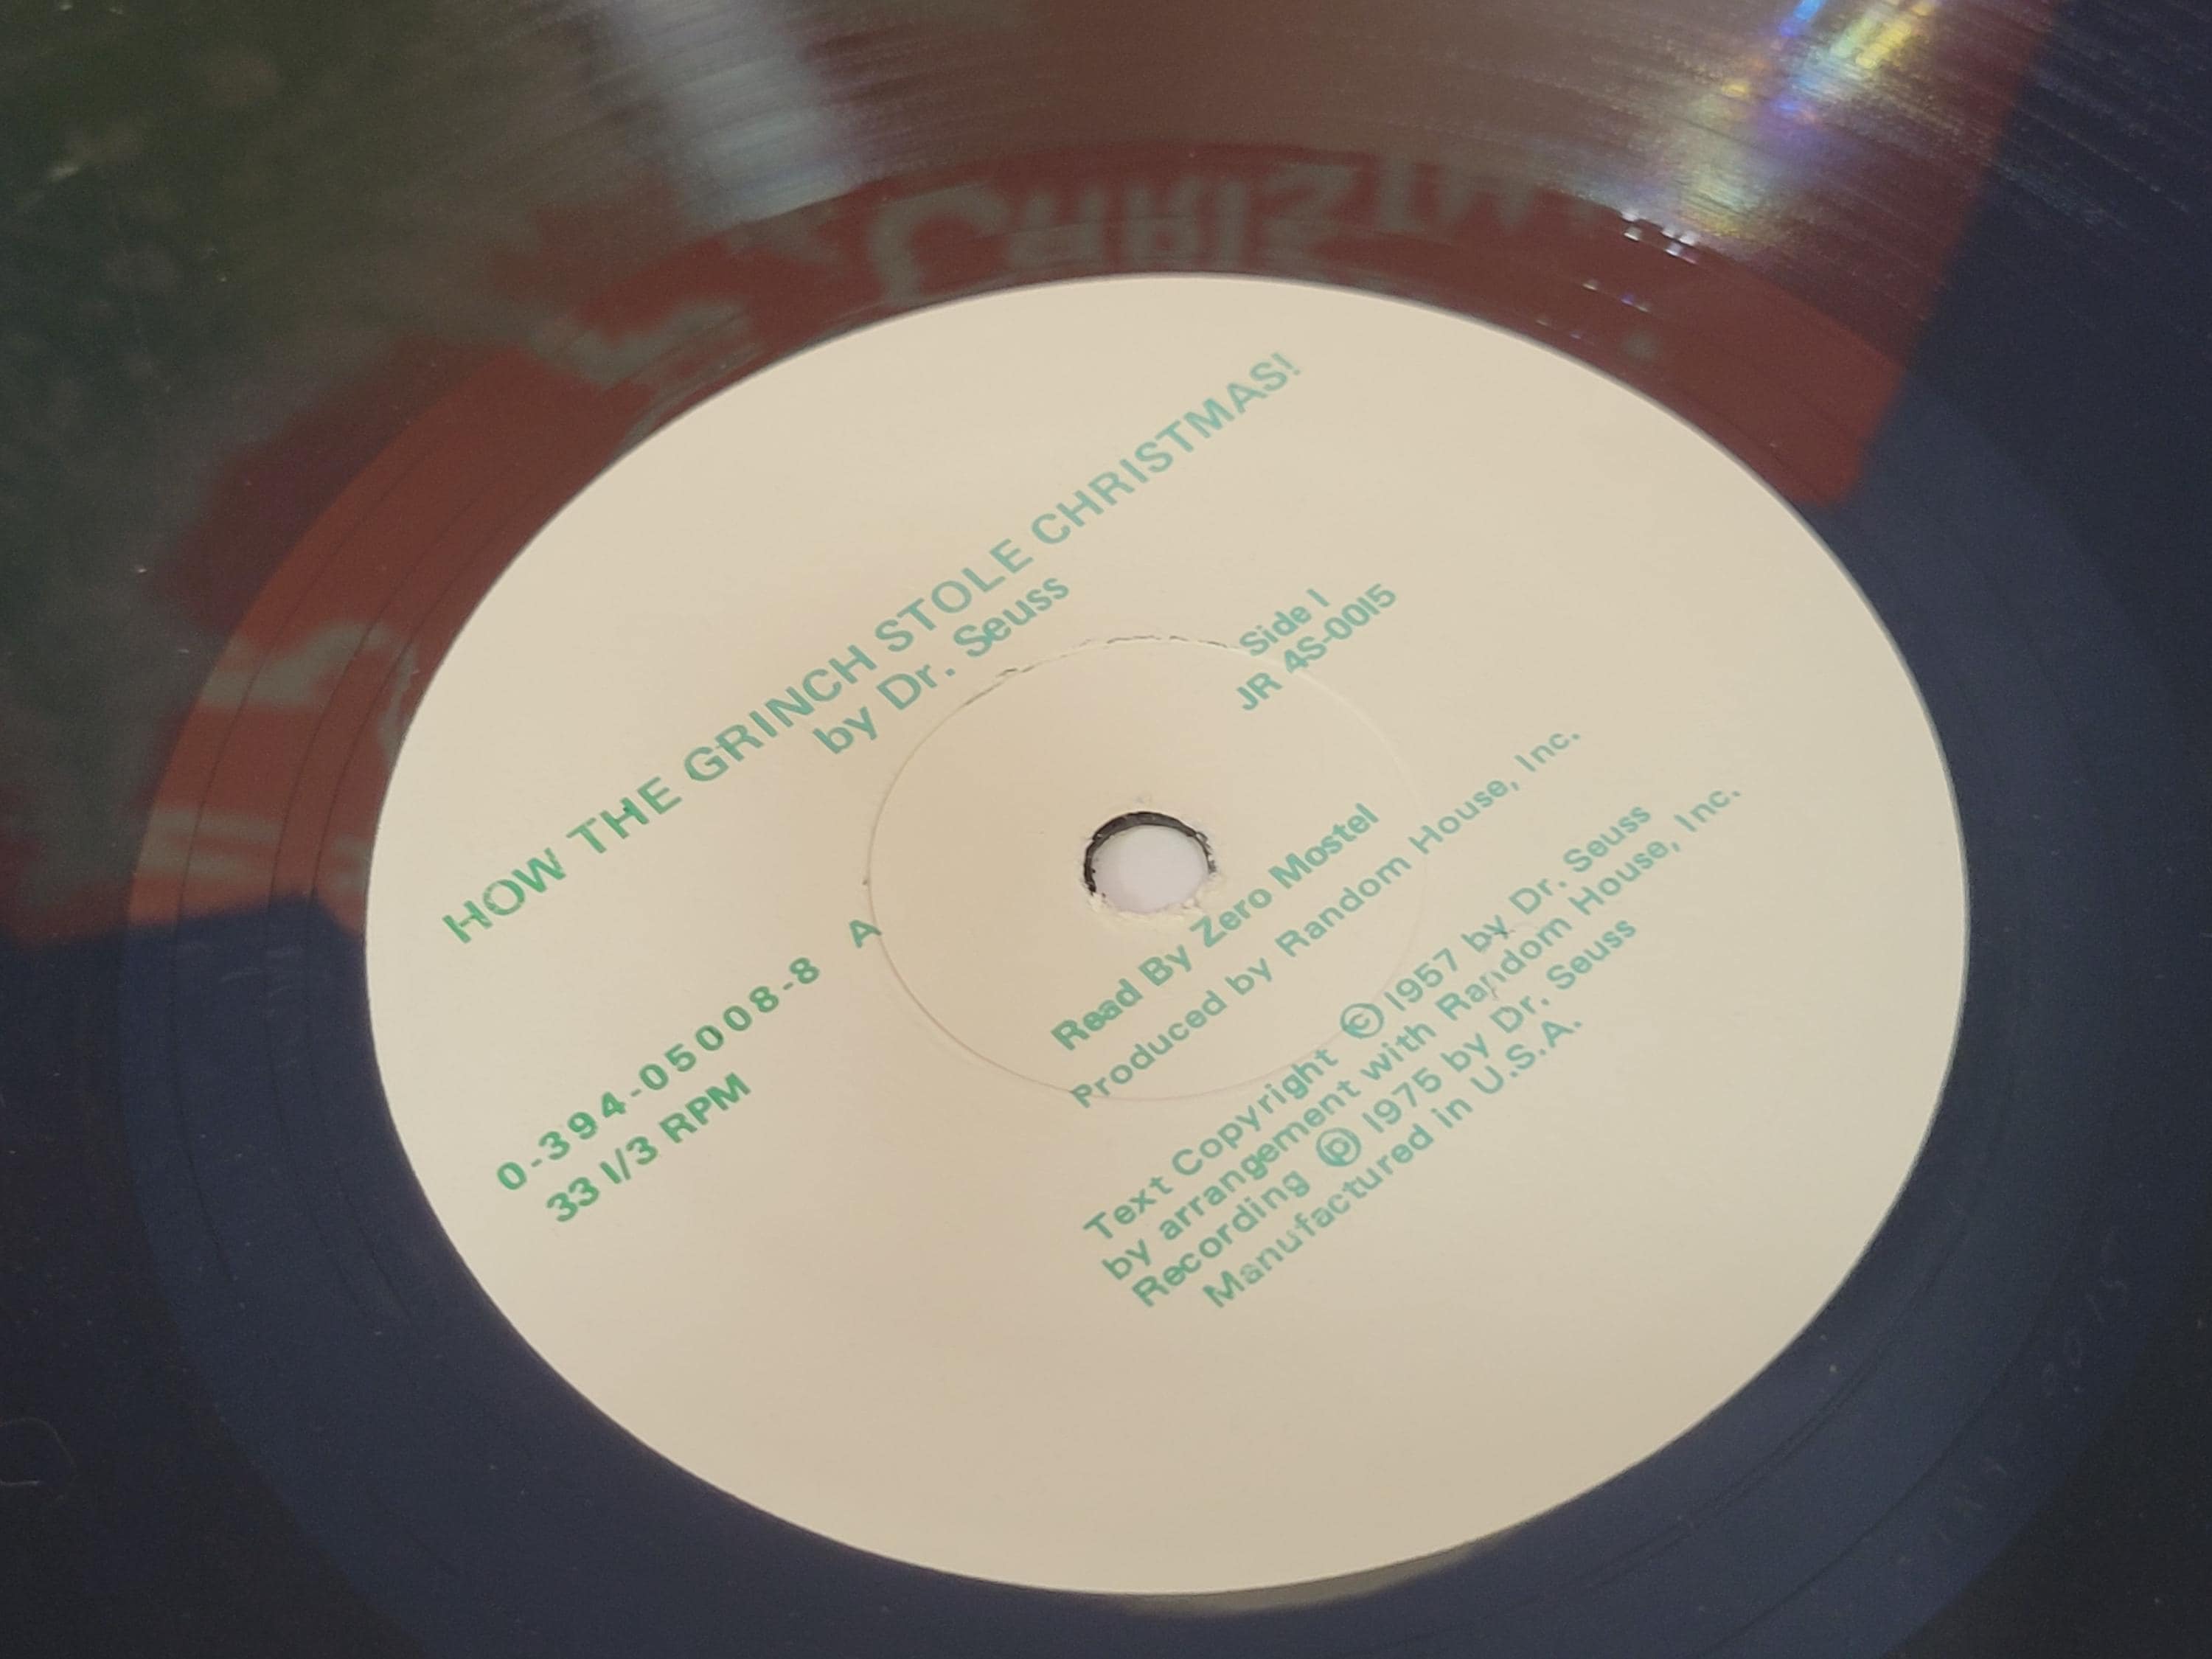 HOW THE GRINCH STOLE CHRISTMAS!
by Dr. Seuss
0-394-05008-8 A
33 1/3 RPM
Side 1
JR 4S-0015
Read By Zero Mostel
Produced by Random House, Inc.
Text Copyright © 1957 by Dr. Seuss
by arrangement with Random House, Inc.
Recording ℗ 1975 by Dr. Seuss
Manufactured in U.S.A.